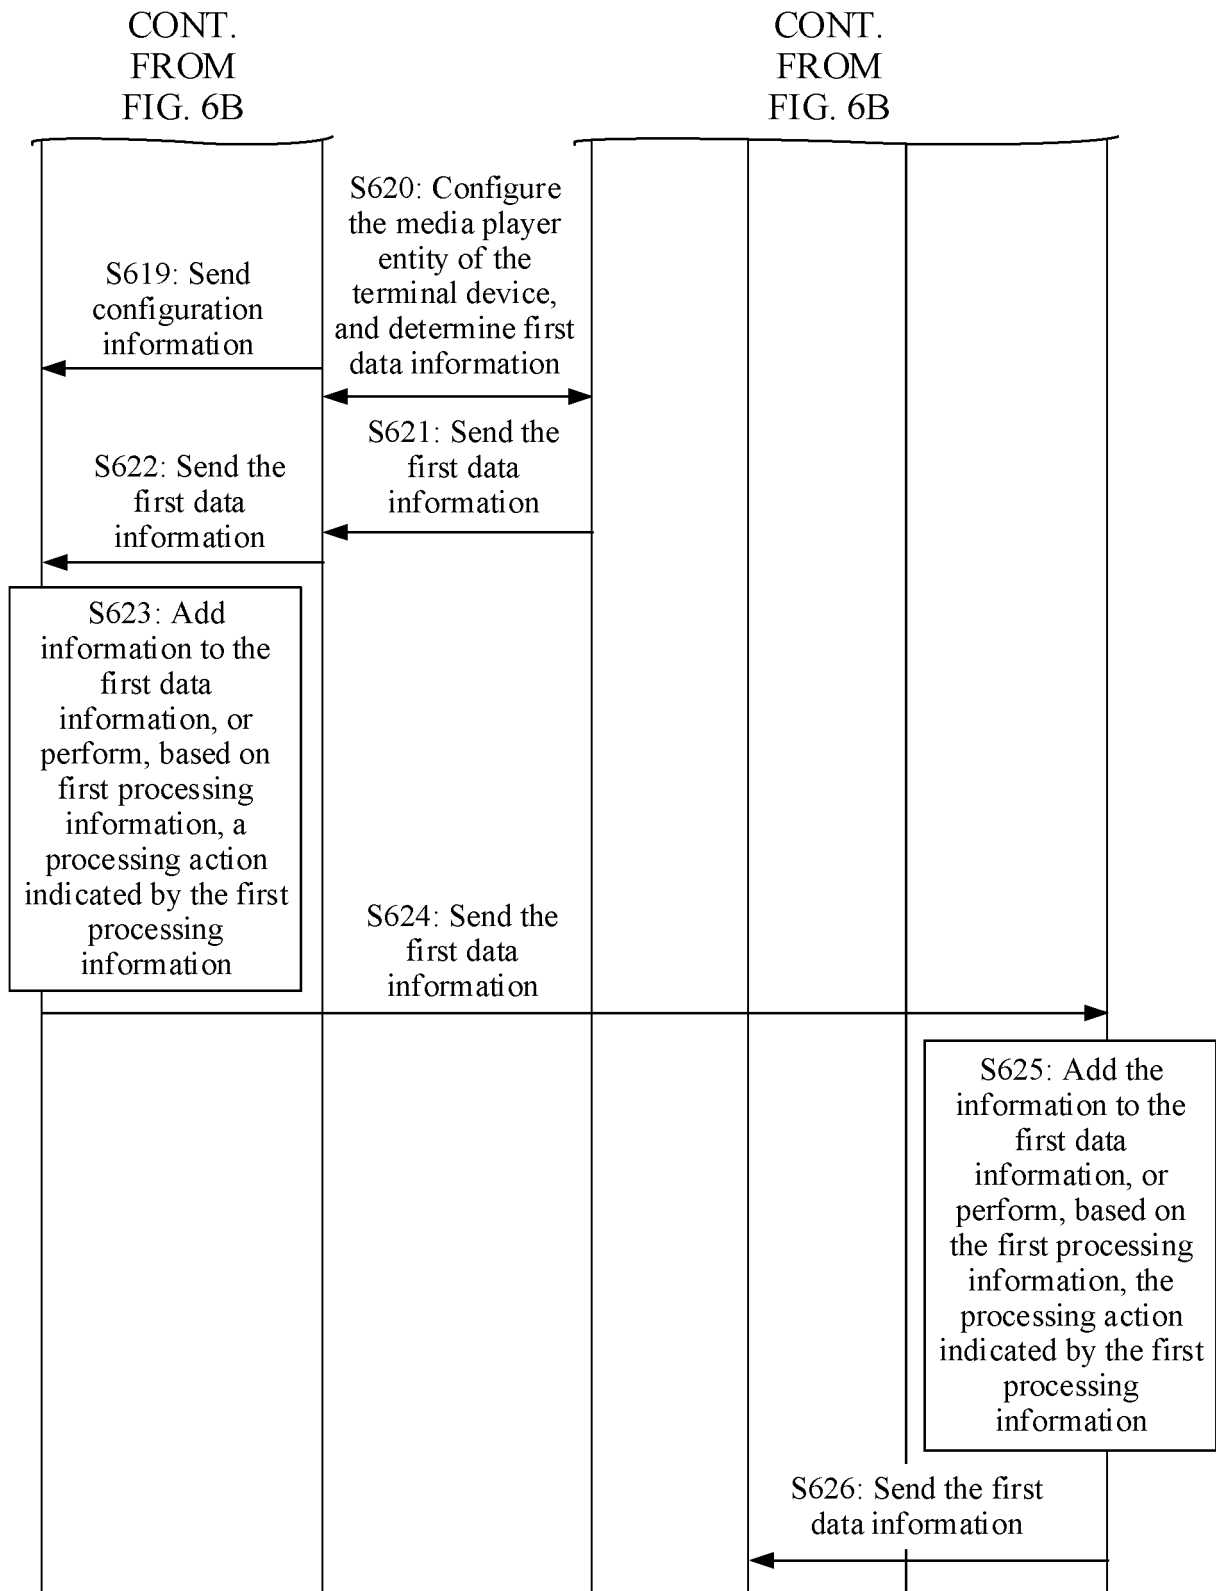 CONT.
FROM
FIG. 6B
CONT.
FROM
FIG. 6B
S620: Configure
the media player
entity of the
terminal device,
and determine first
data information
S619: Send
configuration
information
S621: Send the
first data
information
S622: Send the
first data
information
S623: Add
information to the
first data
information, or
perform, based on
first processing
information, a
processing action
indicated by the first
processing
information
S624: Send the
first data
information
S625: Add the
information to the
first data
information, or
perform, based on
the first processing
information, the
processing action
indicated by the first
processing
information
S626: Send the first
data information